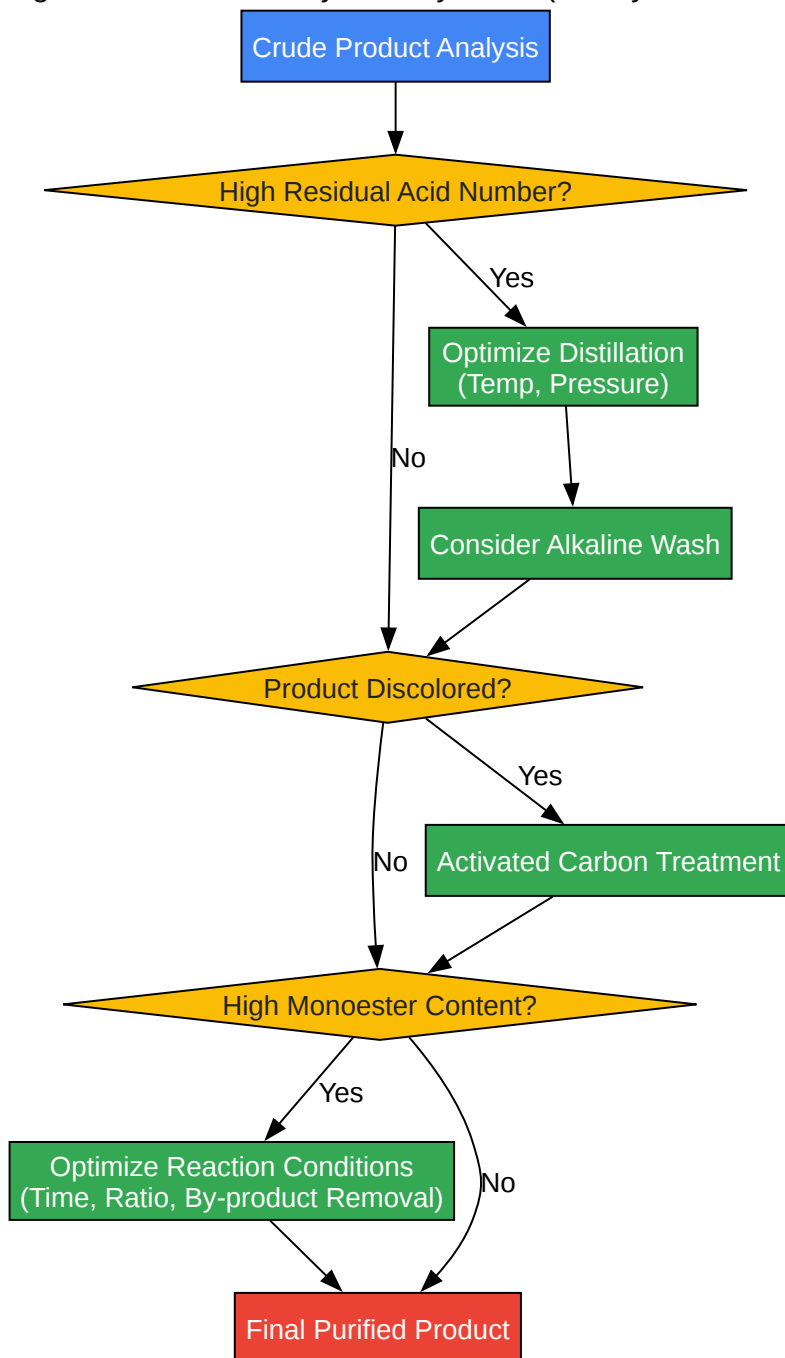 Crude Product Analysis
High Residual Acid Number?
Yes
Optimize Distillation
(Temp, Pressure)
No
Consider Alkaline Wash
Product Discolored?
Yes
No
Activated Carbon Treatment
High Monoester Content?
Yes
Optimize Reaction Conditions
(Time, Ratio, By-product Removal)
No
Final Purified Product